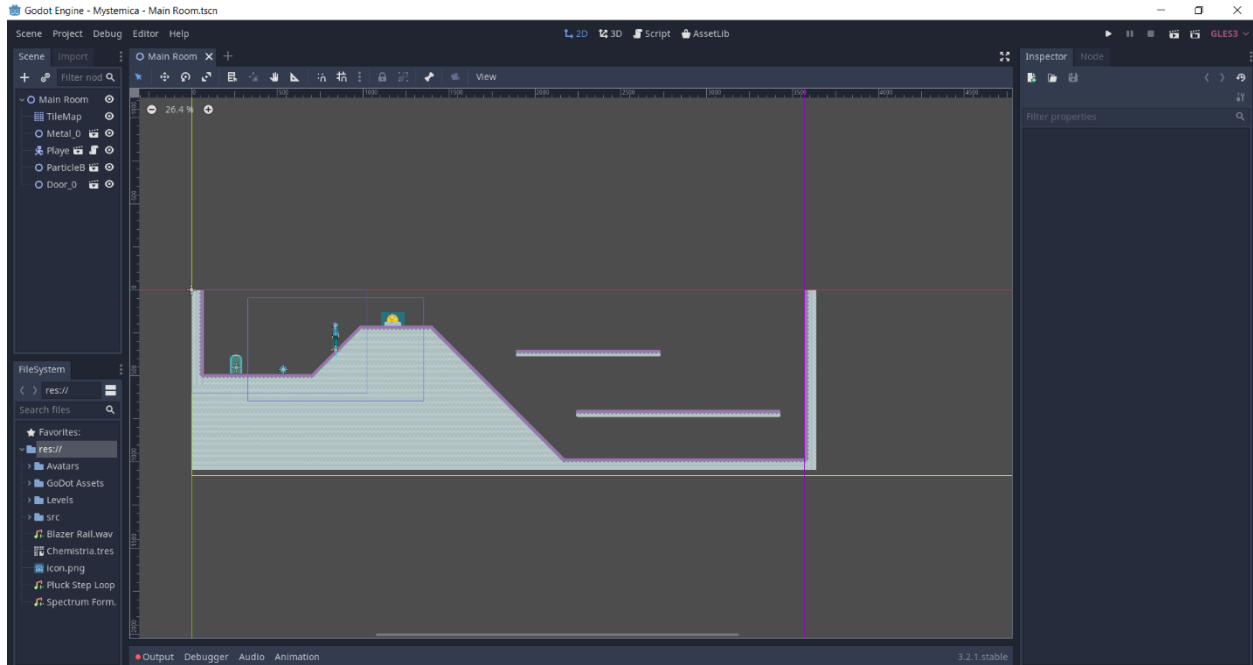 Godot Engine - Mystemica - Main Room.tscn
Scene Project Debug Editor Help
2D 3D Script AssetLib
GLES3
Scene Import
Main Room
Inspector Node
Filter nod
View
Main Room
TileMap
Metal_0
Playe
ParticleB
Door_0
26.4 %
Filter properties
FileSystem
res://
Search files
Favorites:
res://
Avatars
GoDot Assets
Levels
src
Blazer Rail.wav
Chemistria.tres
icon.png
Pluck Step Loop
Spectrum Form.
Output Debugger Audio Animation
3.2.1.stable